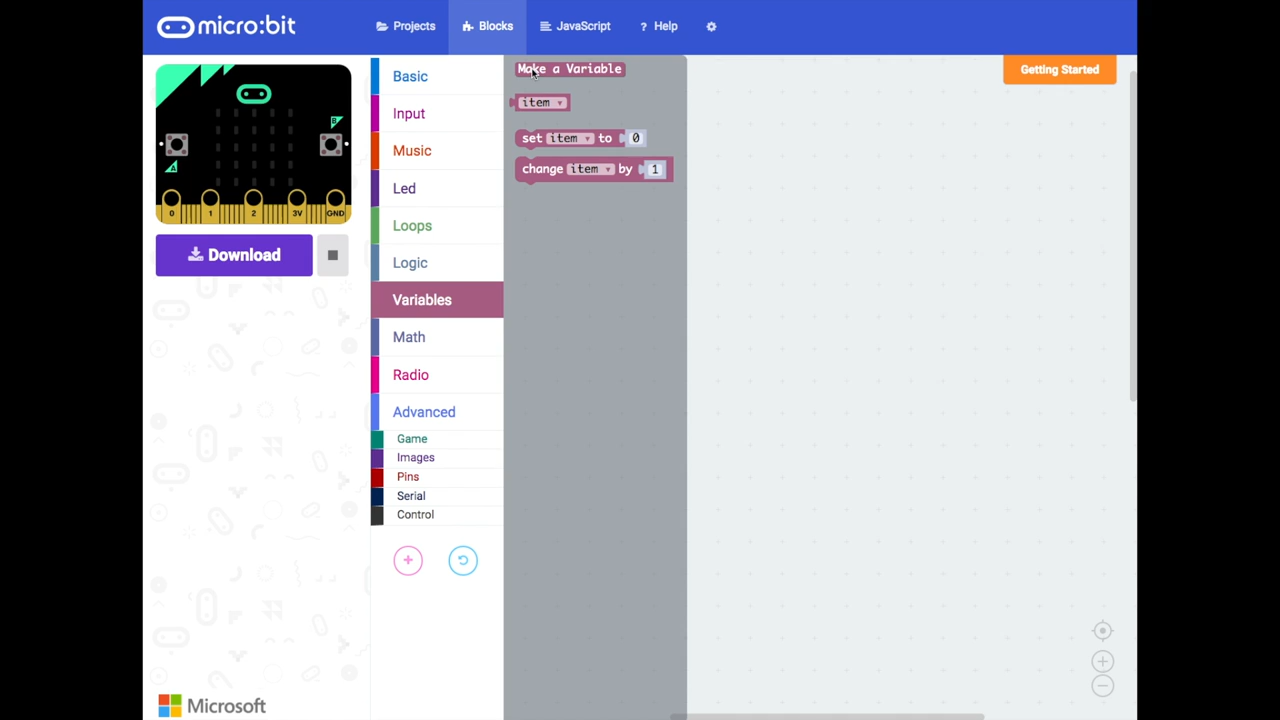 micro:bit
Projects
Blocks
JavaScript
? Help
Getting Started
A
B
0 1 2 3V GND
Download
Basic
Input
Music
Led
Loops
Logic
Variables
Math
Radio
Advanced
Game
Images
Pins
Serial
Control
Make a Variable
item
set item to 0
change item by 1
Microsoft